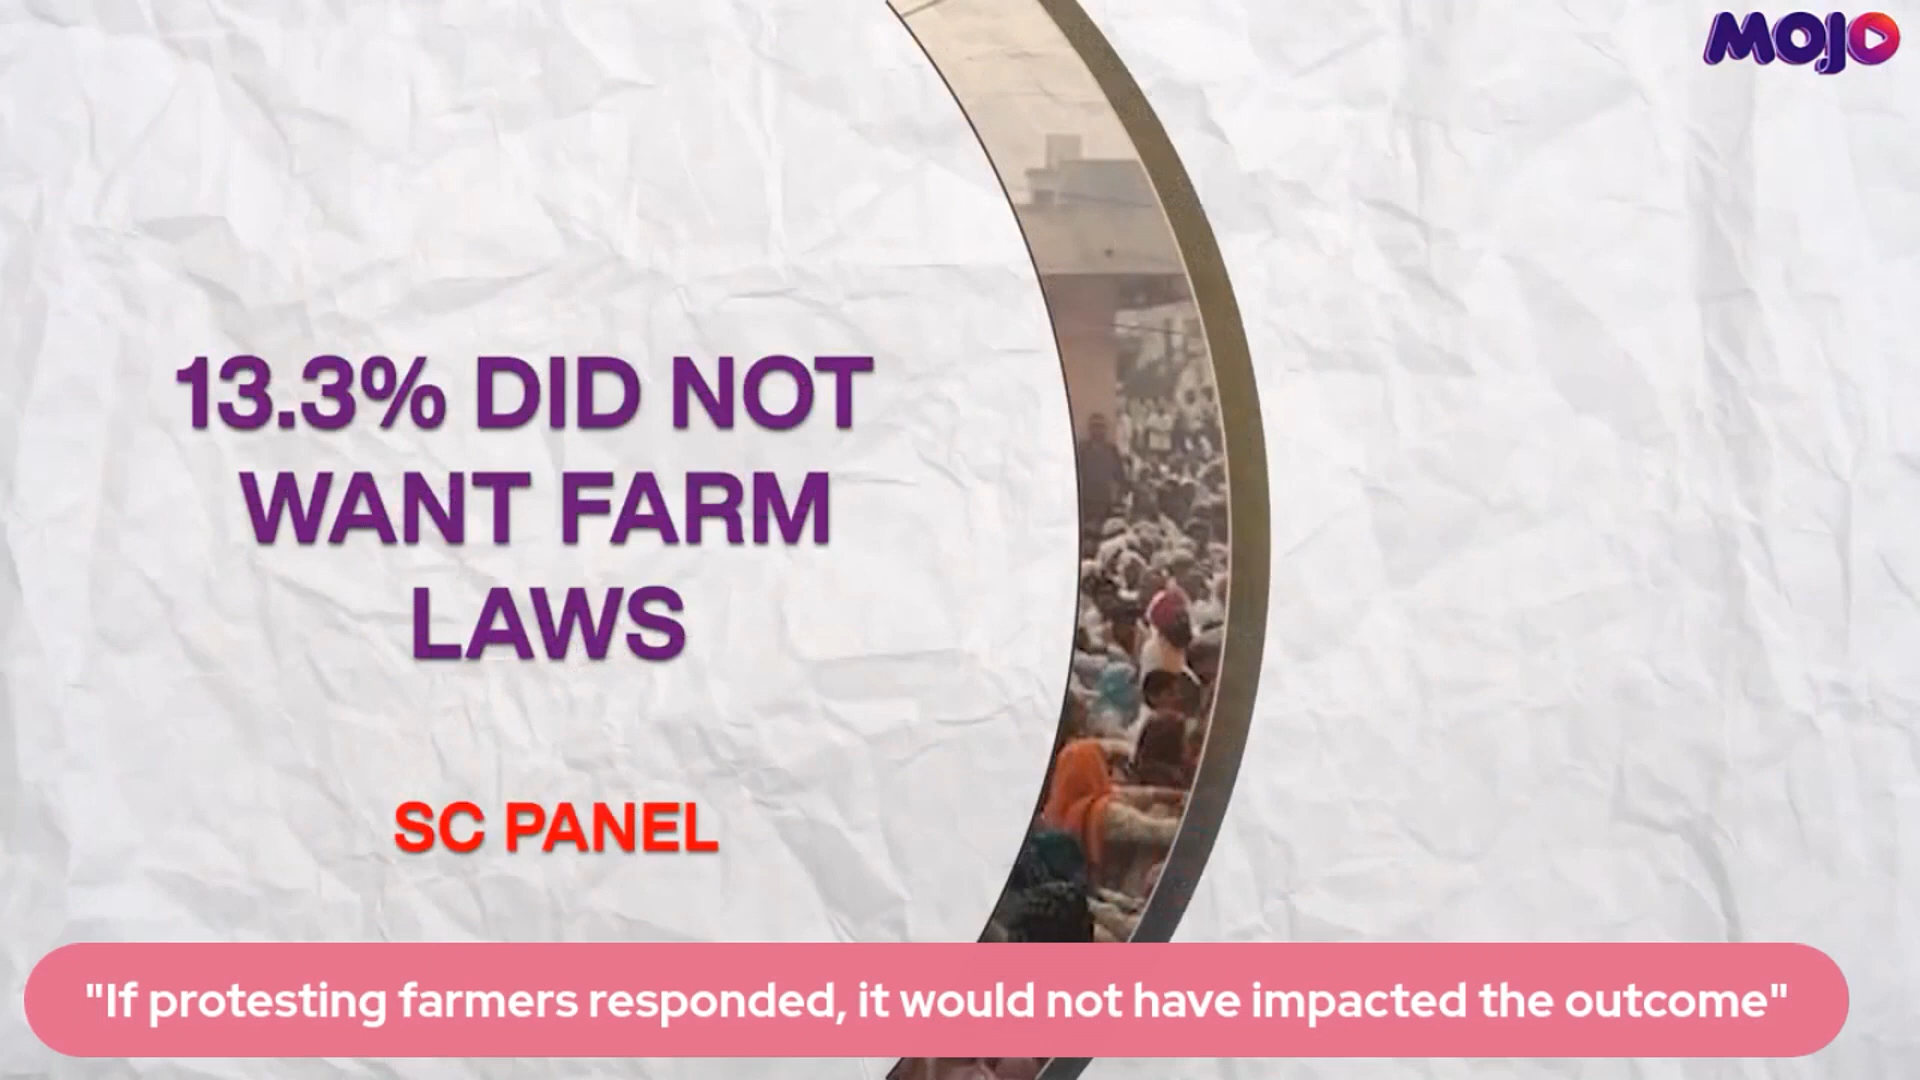 MOJO
13.3% DID NOT
WANT FARM
LAWS
SC PANEL
"If protesting farmers responded, it would not have impacted the outcome"